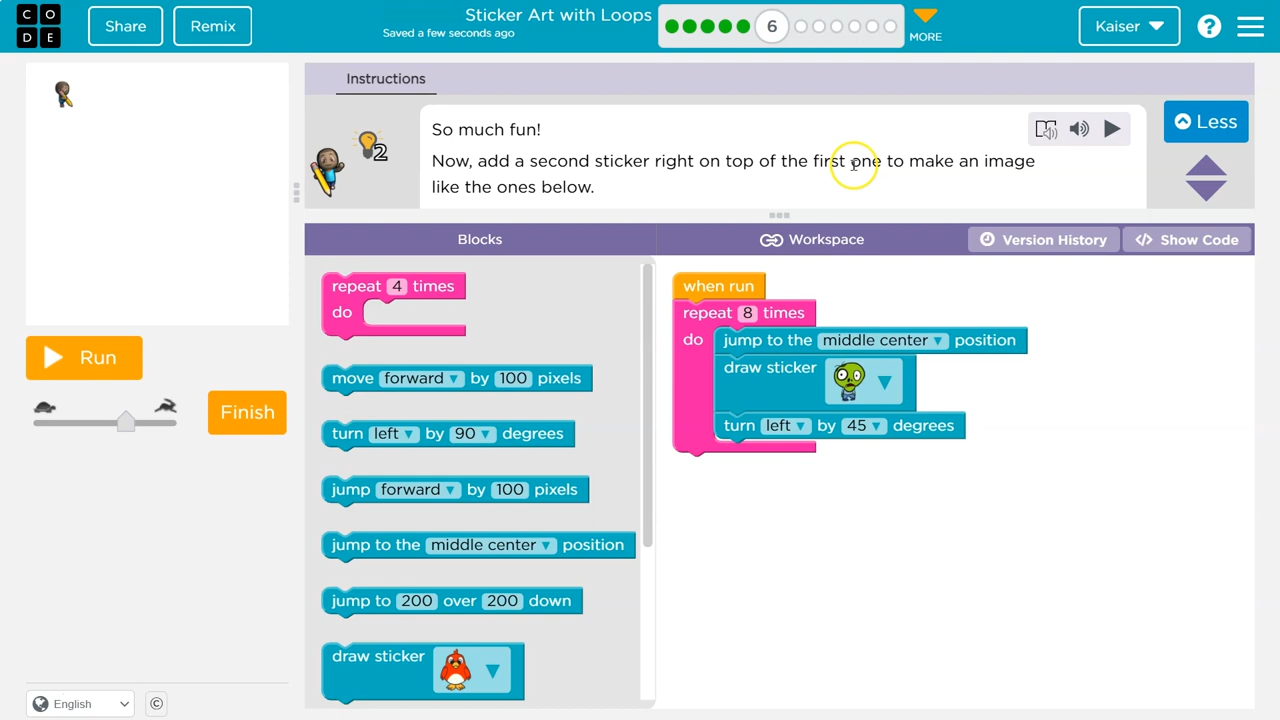 C O
D E
Share
Remix
Sticker Art with Loops
Saved a few seconds ago
6
MORE
Kaiser
?
Instructions
2
So much fun!
Now, add a second sticker right on top of the first one to make an image
like the ones below.
Less
Blocks
Workspace
Version History
Show Code
Run
Finish
repeat 4 times
do
move forward by 100 pixels
turn left by 90 degrees
jump forward by 100 pixels
jump to the middle center position
jump to 200 over 200 down
draw sticker
when run
repeat 8 times
do
jump to the middle center position
draw sticker
turn left by 45 degrees
English
©